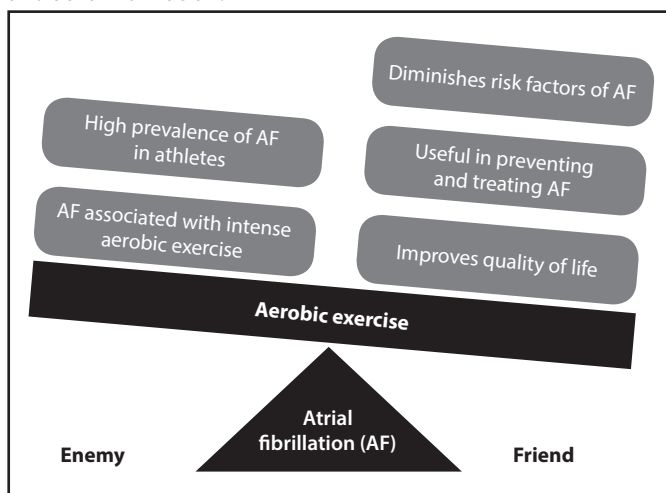 High prevalence of AF
in athletes
AF associated with intense
aerobic exercise
Diminishes risk factors of AF
Useful in preventing
and treating AF
Improves quality of life
Aerobic exercise
Atrial
fibrillation (AF)
Enemy
Friend